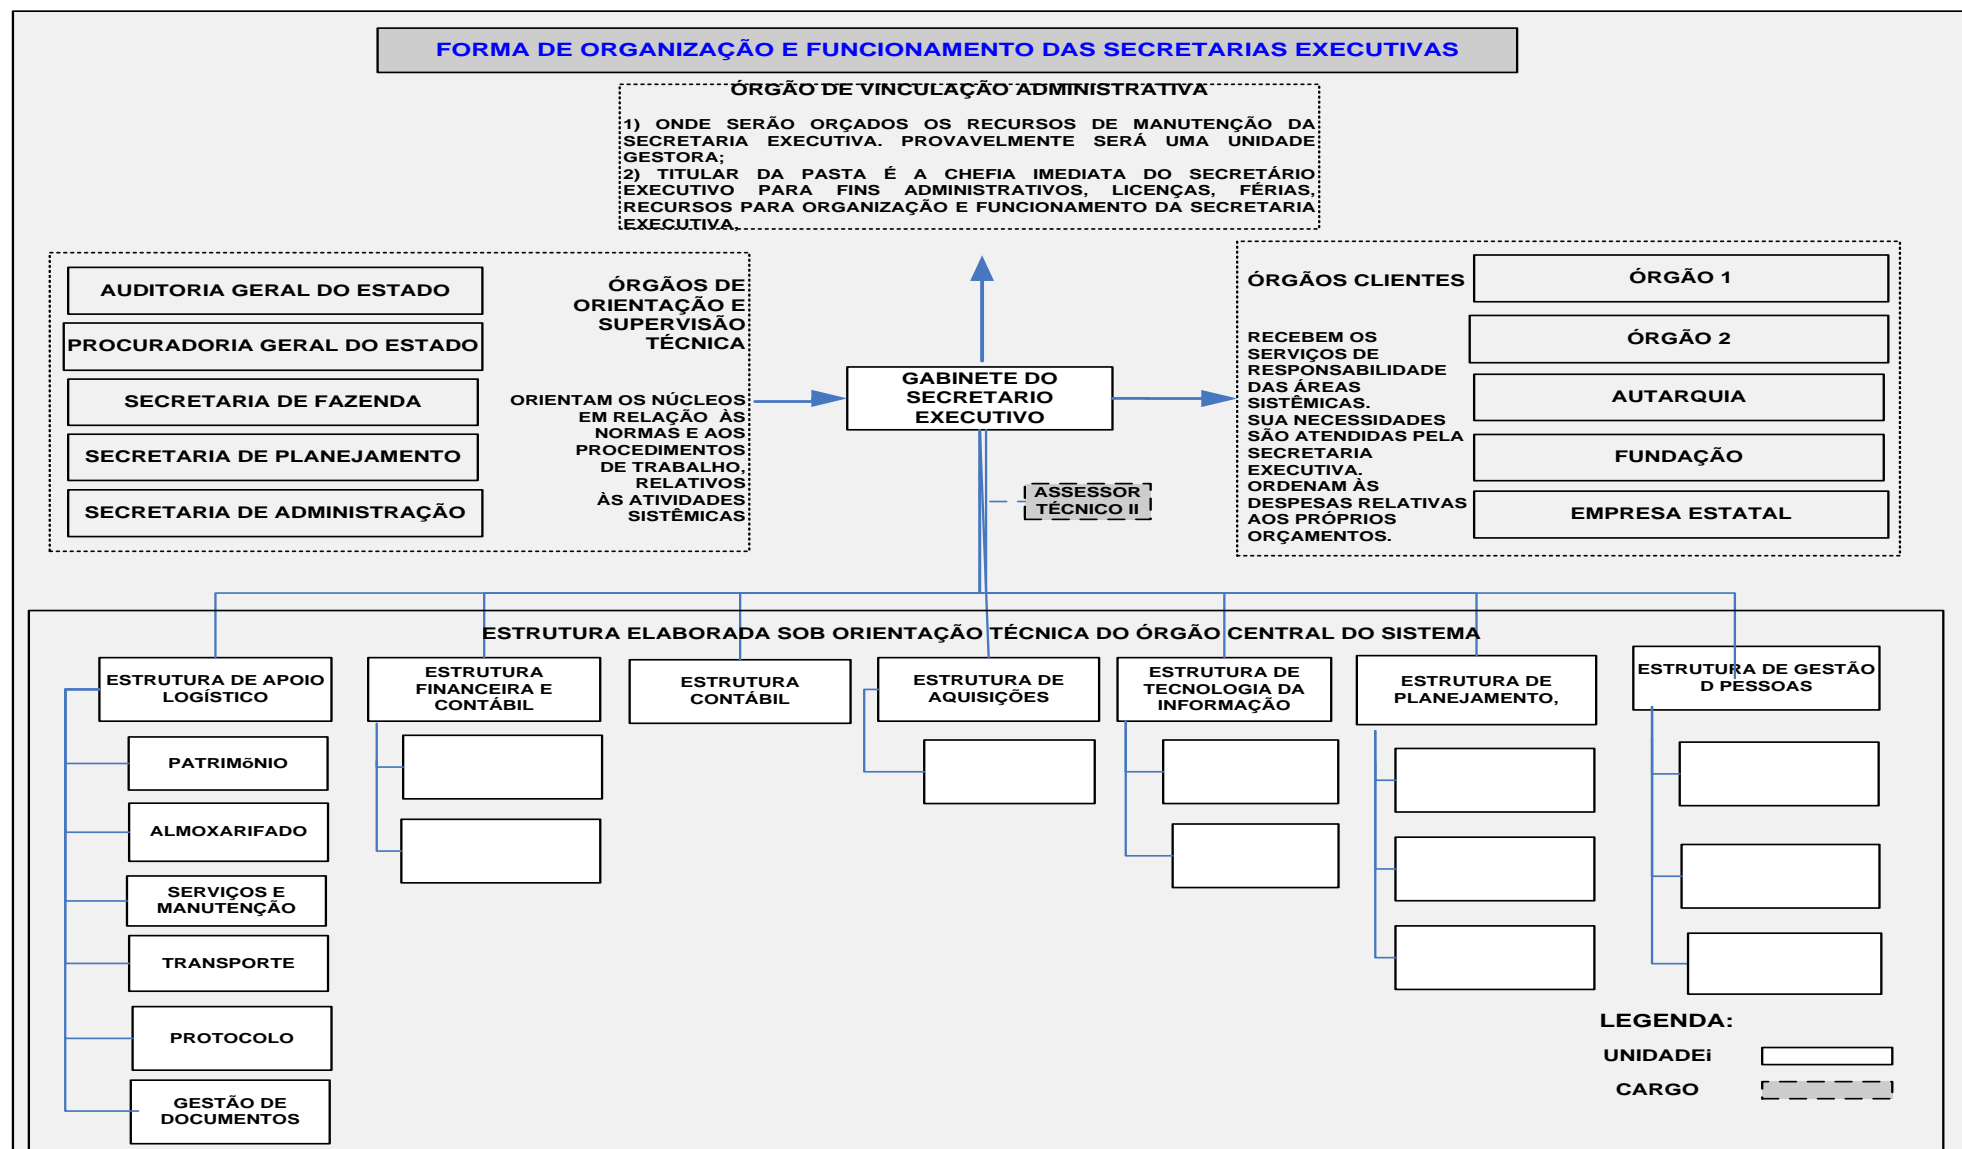 FORMA DE ORGANIZAÇÃO E FUNCIONAMENTO DAS SECRETARIAS EXECUTIVAS
ÓRGÃO DE VINCULAÇÃO ADMINISTRATIVA
1) ONDE SERÃO ORÇADOS OS RECURSOS DE MANUTENÇÃO DA
SECRETARIA EXECUTIVA. PROVAVELMENTE SERÁ UMA UNIDADE
GESTORA;
2) TITULAR DA PASTA É A CHEFIA IMEDIATA DO SECRETÁRIO
EXECUTIVO PARA FINS ADMINISTRATIVOS, LICENÇAS, FÉRIAS,
RECURSOS PARA ORGANIZAÇÃO E FUNCIONAMENTO DA SECRETARIA
EXECUTIVA,
AUDITORIA GERAL DO ESTADO
PROCURADORIA GERAL DO ESTADO
SECRETARIA DE FAZENDA
SECRETARIA DE PLANEJAMENTO
SECRETARIA DE ADMINISTRAÇÃO
ÓRGÃOS DE
ORIENTAÇÃO E
SUPERVISÃO
TÉCNICA
ORIENTAM OS NÚCLEOS
EM RELAÇÃO ÀS
NORMAS E AOS
PROCEDIMENTOS
DE TRABALHO,
RELATIVOS
ÀS ATIVIDADES
SISTÊMICAS
GABINETE DO
SECRETARIO
EXECUTIVO
ASSESSOR
TÉCNICO II
ÓRGÃOS CLIENTES
RECEBEM OS
SERVIÇOS DE
RESPONSABILIDADE
DAS ÁREAS
SISTÊMICAS.
SUA NECESSIDADES
SÃO ATENDIDAS PELA
SECRETARIA
EXECUTIVA.
ORDENAM ÀS
DESPESAS RELATIVAS
AOS PRÓPRIOS
ORÇAMENTOS.
ÓRGÃO 1
ÓRGÃO 2
AUTARQUIA
FUNDAÇÃO
EMPRESA ESTATAL
ESTRUTURA ELABORADA SOB ORIENTAÇÃO TÉCNICA DO ÓRGÃO CENTRAL DO SISTEMA
ESTRUTURA DE APOIO
LOGÍSTICO
PATRIMõNIO
ALMOXARIFADO
SERVIÇOS E
MANUTENÇÃO
TRANSPORTE
PROTOCOLO
GESTÃO DE
DOCUMENTOS
ESTRUTURA
FINANCEIRA E
CONTÁBIL
ESTRUTURA
CONTÁBIL
ESTRUTURA DE
AQUISIÇÕES
ESTRUTURA DE
TECNOLOGIA DA
INFORMAÇÃO
ESTRUTURA DE
PLANEJAMENTO,
ESTRUTURA DE GESTÃO
D PESSOAS
LEGENDA:
UNIDADEi
CARGO